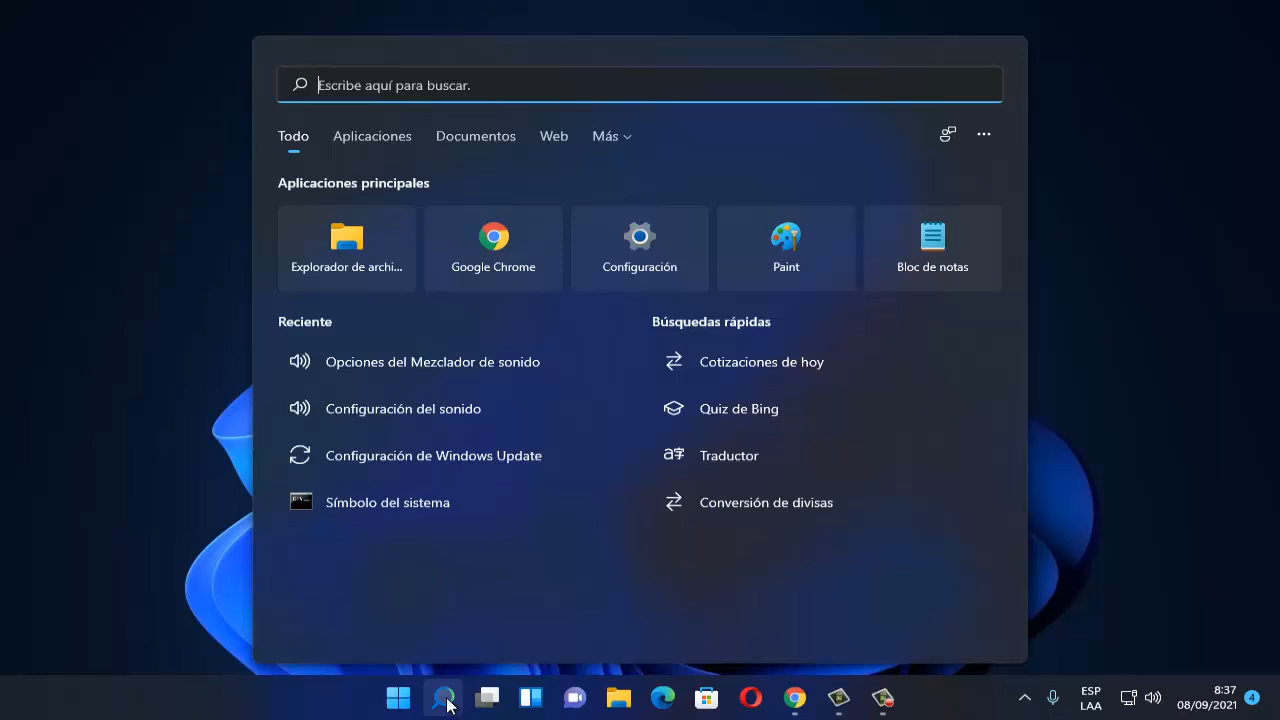 Escribe aquí para buscar.
Todo Aplicaciones Documentos Web Más
Aplicaciones principales
Explorador de archi... Google Chrome Configuración Paint Bloc de notas
Reciente Búsquedas rápidas
Opciones del Mezclador de sonido Cotizaciones de hoy
Configuración del sonido Quiz de Bing
Configuración de Windows Update Traductor
Símbolo del sistema Conversión de divisas
ESP 8:37 4
LAA 08/09/2021